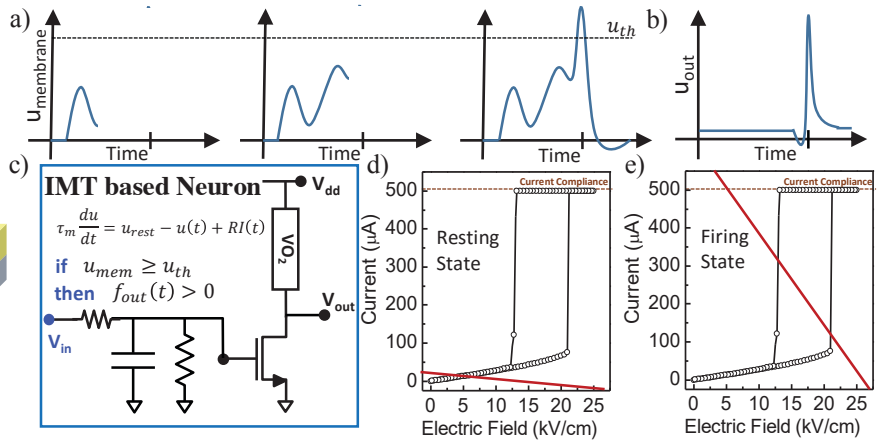 a)
u_membrane
u_th
Time
Time
Time
b)
u_out
Time
c)
IMT based Neuron
τ_m du/dt = u_rest − u(t) + RI(t)
if u_mem ≥ u_th
then f_out(t) > 0
V_in
V_dd
VO_2
V_out
d)
Current Compliance
Resting
State
Current (μA)
500
400
300
200
100
0
0 5 10 15 20 25
Electric Field (kV/cm)
e)
Current Compliance
Firing
State
Current (μA)
500
400
300
200
100
0
0 5 10 15 20 25
Electric Field (kV/cm)